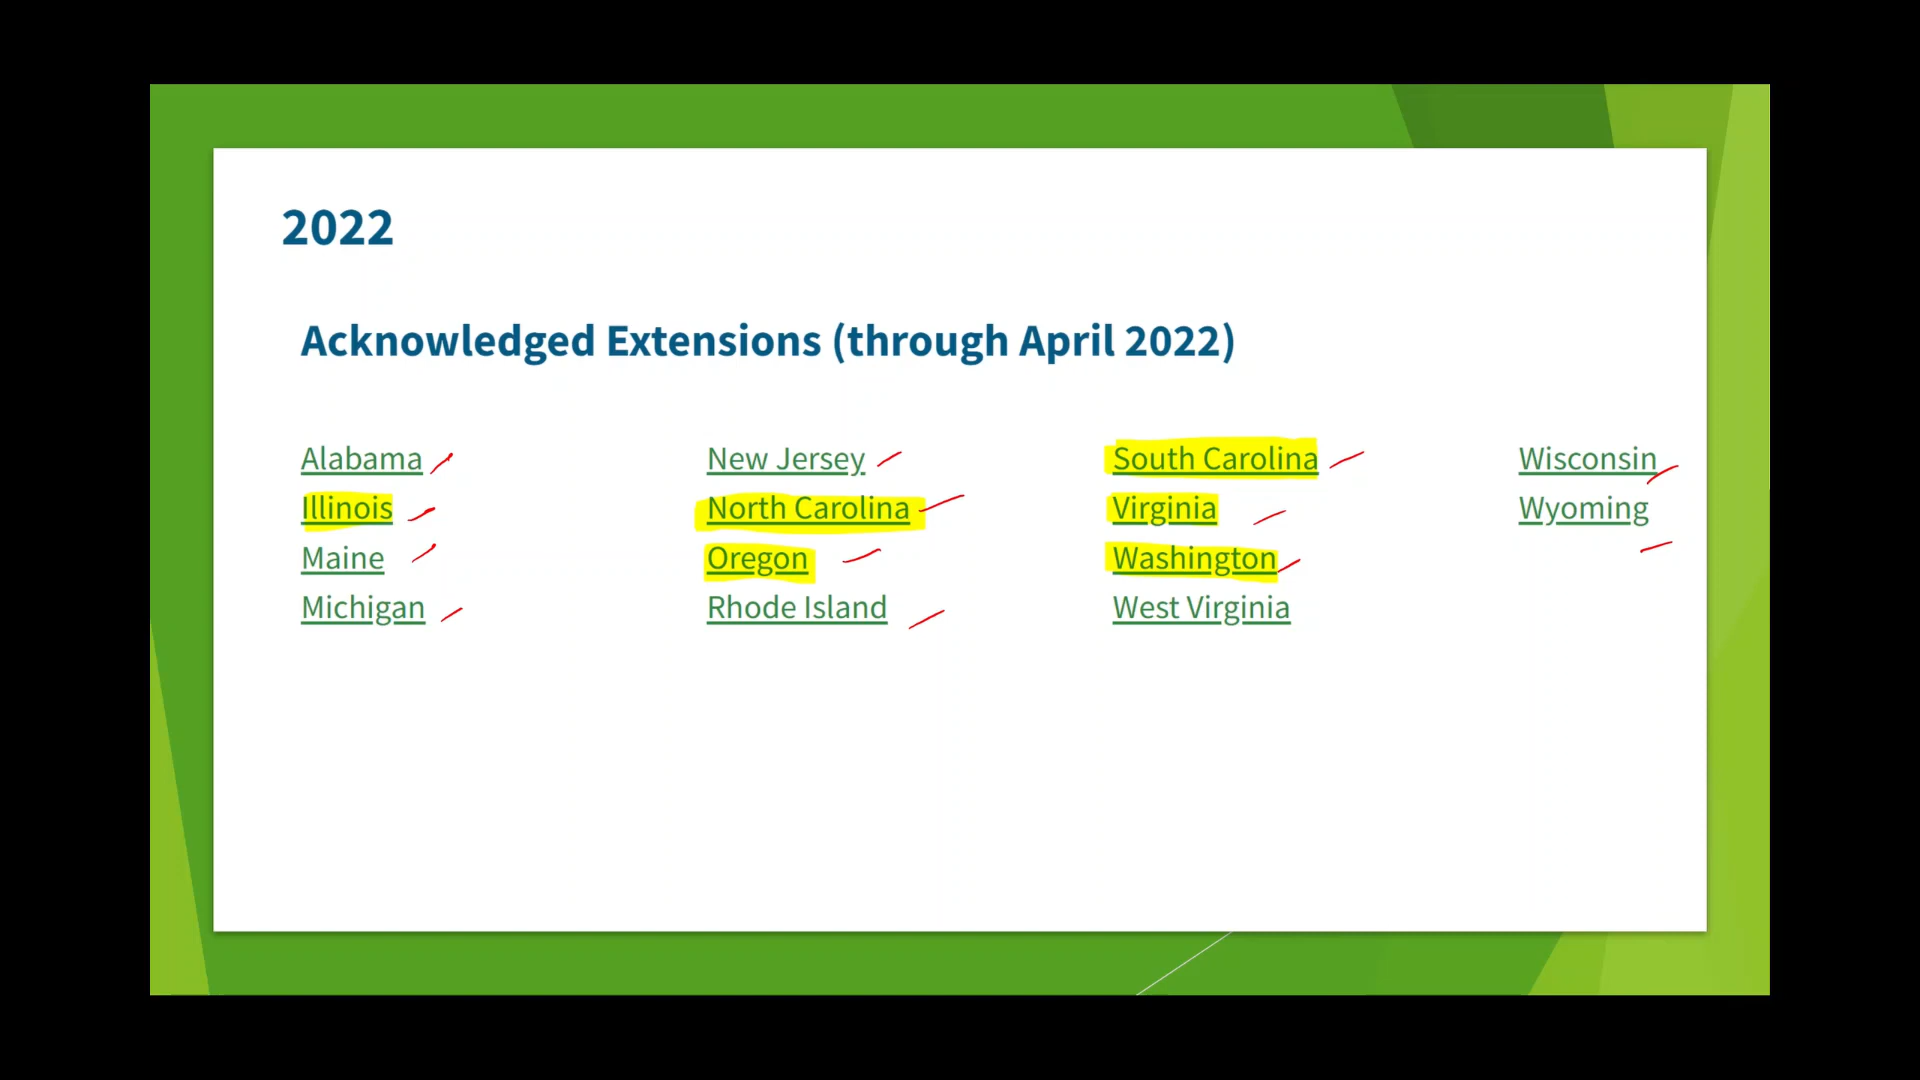 2022
Acknowledged Extensions (through April 2022)
Alabama
Illinois
Maine
Michigan
New Jersey
North Carolina
Oregon
Rhode Island
South Carolina
Virginia
Washington
West Virginia
Wisconsin
Wyoming